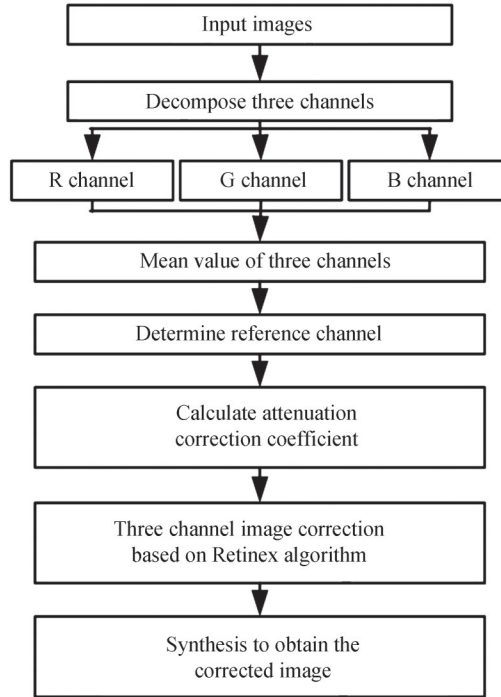 Input images
Decompose three channels
R channel
G channel
B channel
Mean value of three channels
Determine reference channel
Calculate attenuation
correction coefficient
Three channel image correction
based on Retinex algorithm
Synthesis to obtain the
corrected image